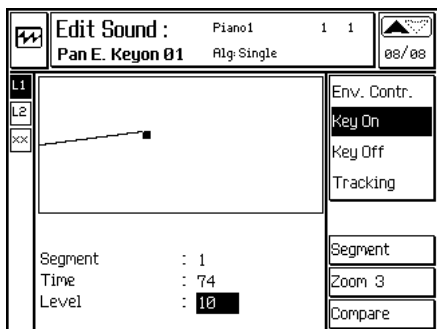 Edit Sound :
Piano1 1 1
Pan E. Keyon 01
Alg: Single
08/08
L1
L2
××
Env. Contr.
Key On
Key Off
Tracking
Segment : 1
Time : 74
Level : 10
Segment
Zoom 3
Compare